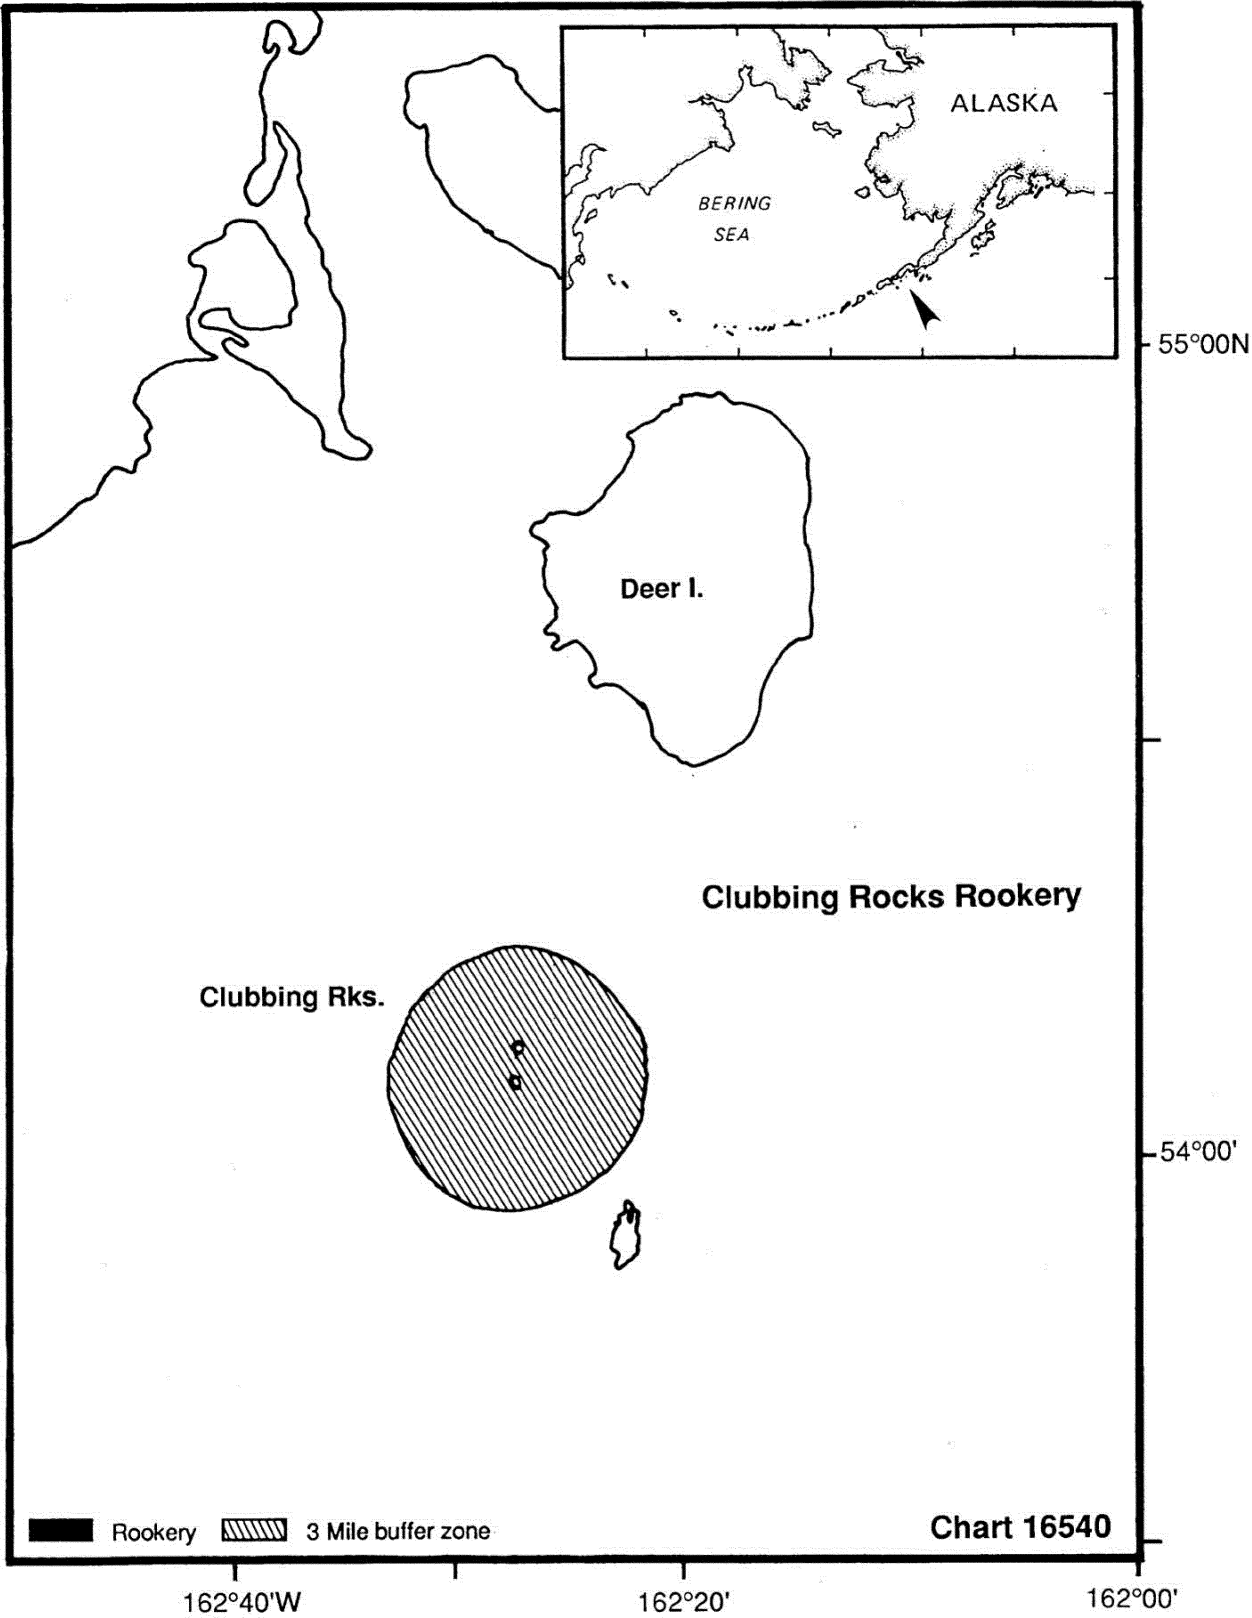 ALASKA
BERING
SEA
55°00N
Deer I.
Clubbing Rocks Rookery
Clubbing Rks.
54°00'
Rookery
3 Mile buffer zone
Chart 16540
162°40'W
162°20'
162°00'